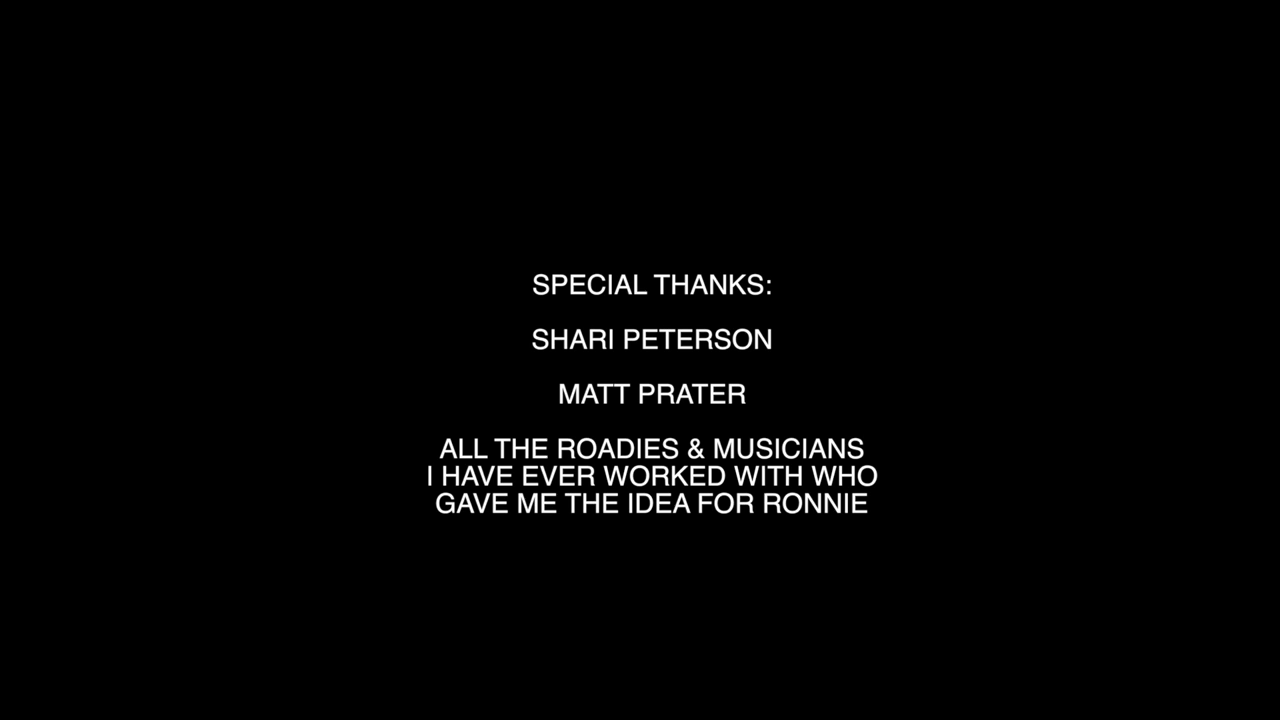 SPECIAL THANKS:
SHARI PETERSON
MATT PRATER
ALL THE ROADIES & MUSICIANS
I HAVE EVER WORKED WITH WHO
GAVE ME THE IDEA FOR RONNIE